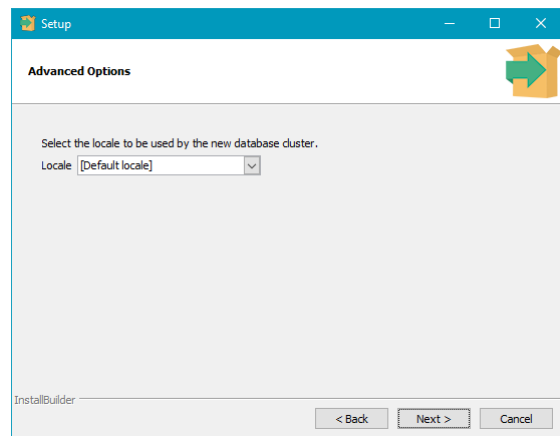 Setup
Advanced Options
Select the locale to be used by the new database cluster.
Locale [Default locale]
InstallBuilder
< Back Next > Cancel